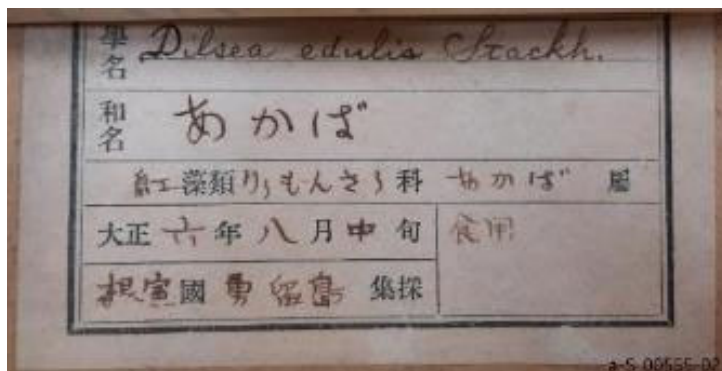 學名 Dilsea edulis Stackh.
和名 あかば
紅藻類りうもんさう科 あかば 屬
大正六年八月中旬 食用
根室國 勇留島 集採
a-S-00555-02